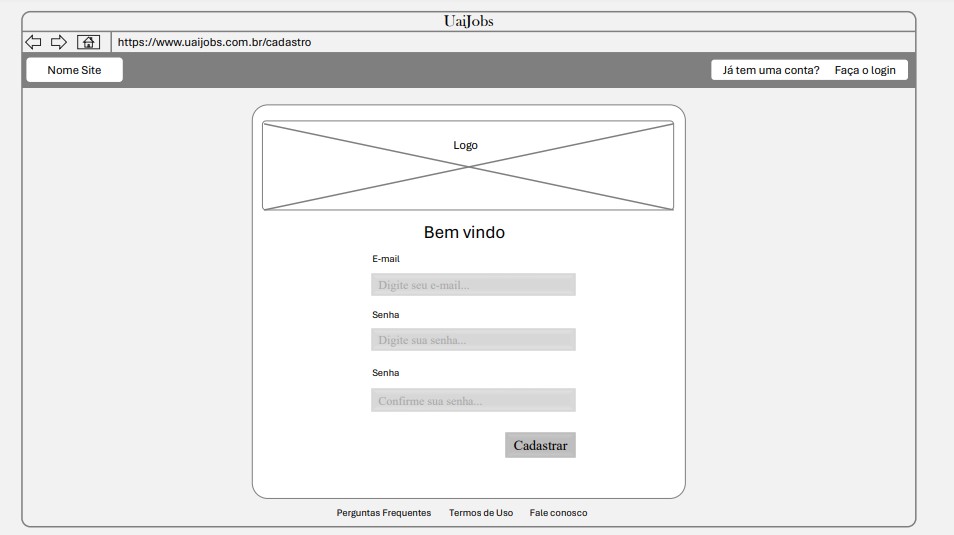 UaiJobs
https://www.uaijobs.com.br/cadastro
Nome Site
Já tem uma conta? Faça o login
Logo
Bem vindo
E-mail
Digite seu e-mail...
Senha
Digite sua senha...
Senha
Confirme sua senha...
Cadastrar
Perguntas Frequentes Termos de Uso Fale conosco